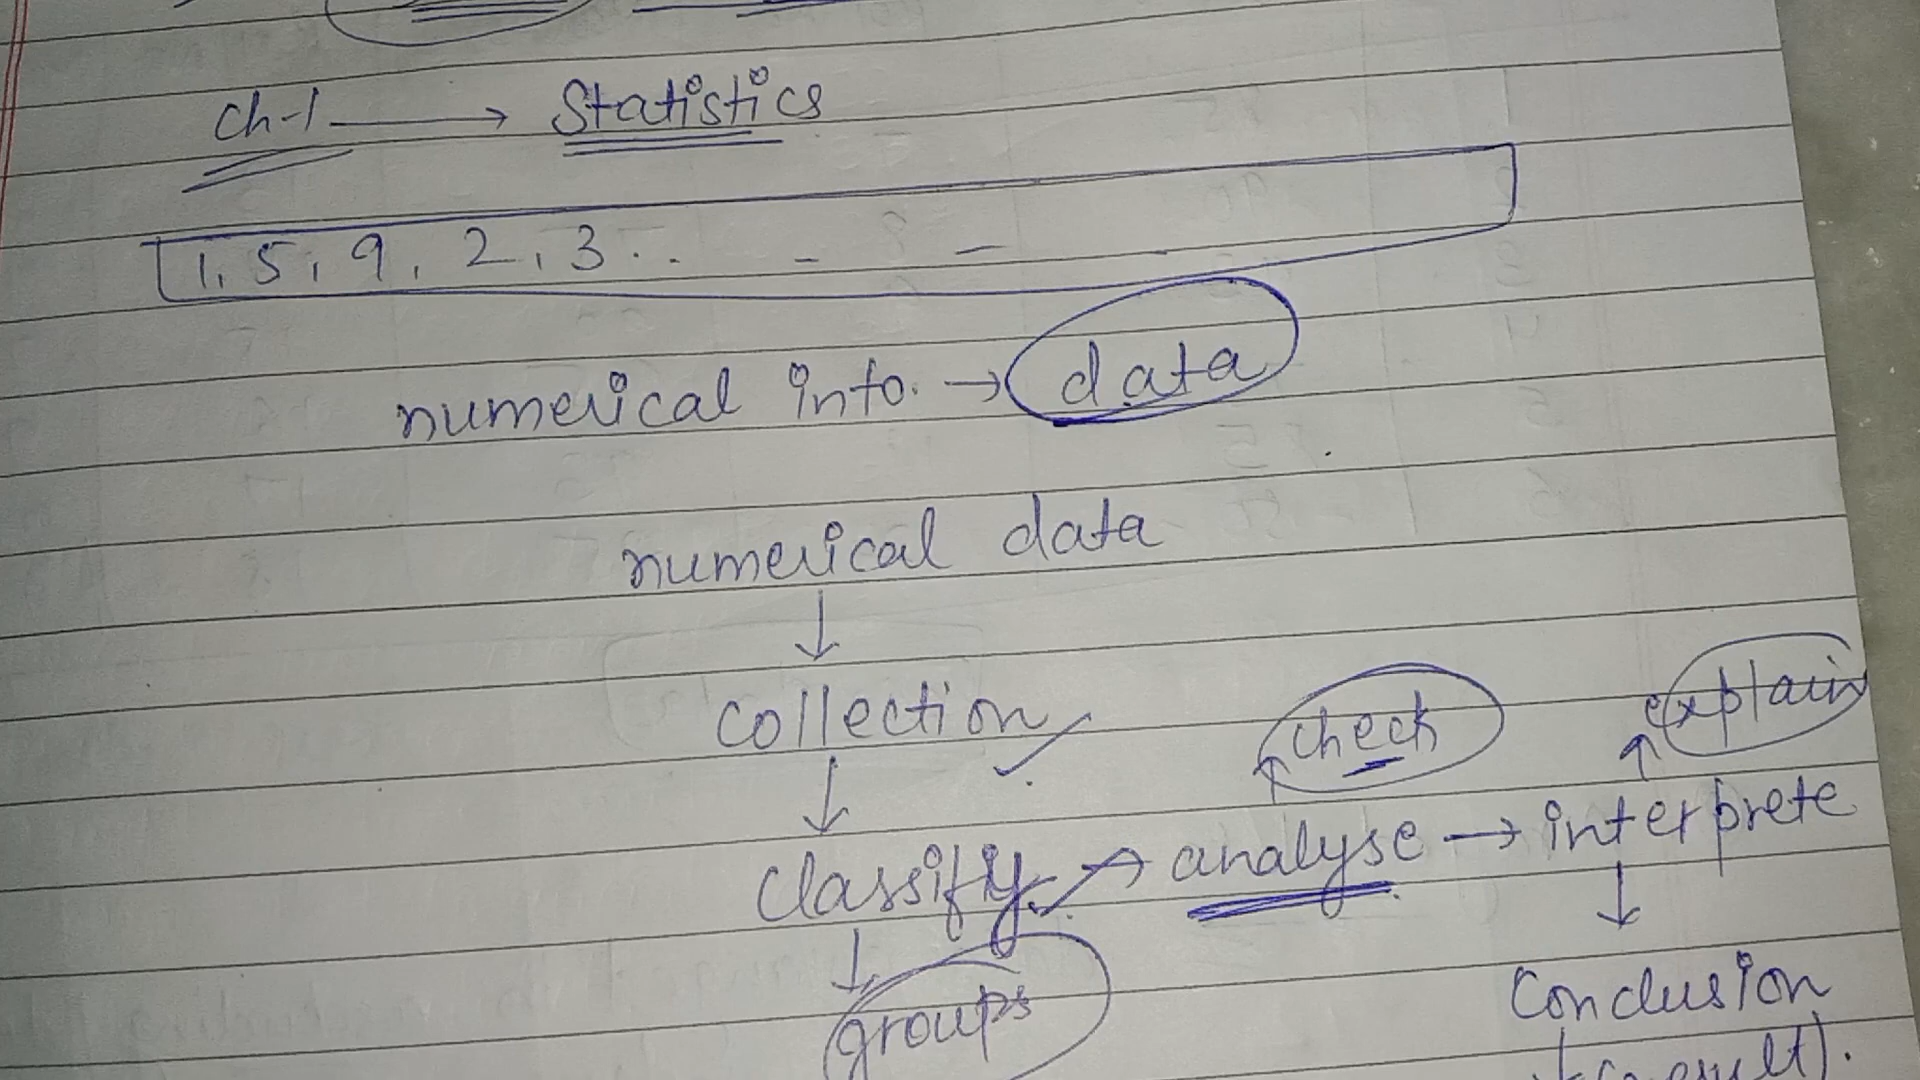 Ch-1 → Statistics
1, 5, 9, 2, 3 . . - -
numerical info. → data
numerical data
↓
collection
↓
check explain
↑ ↑
classify → analyse → interprete
↓ ↓
groups Conclusion
(result).